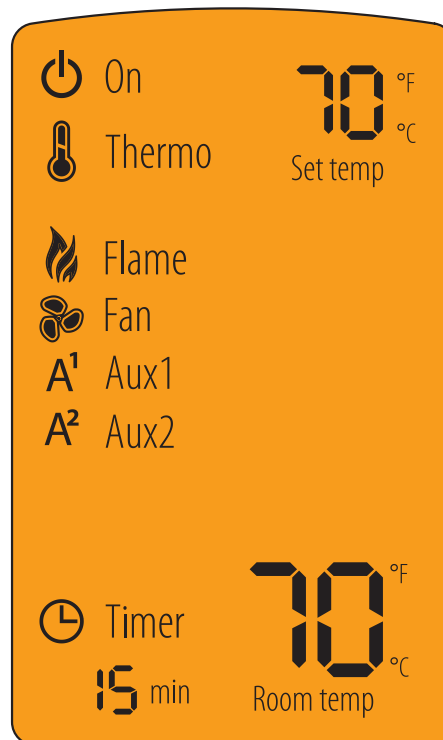 On
70 °F
°C
Thermo
Set temp
Flame
Fan
A¹ Aux1
A² Aux2
70 °F
°C
Timer
15 min
Room temp